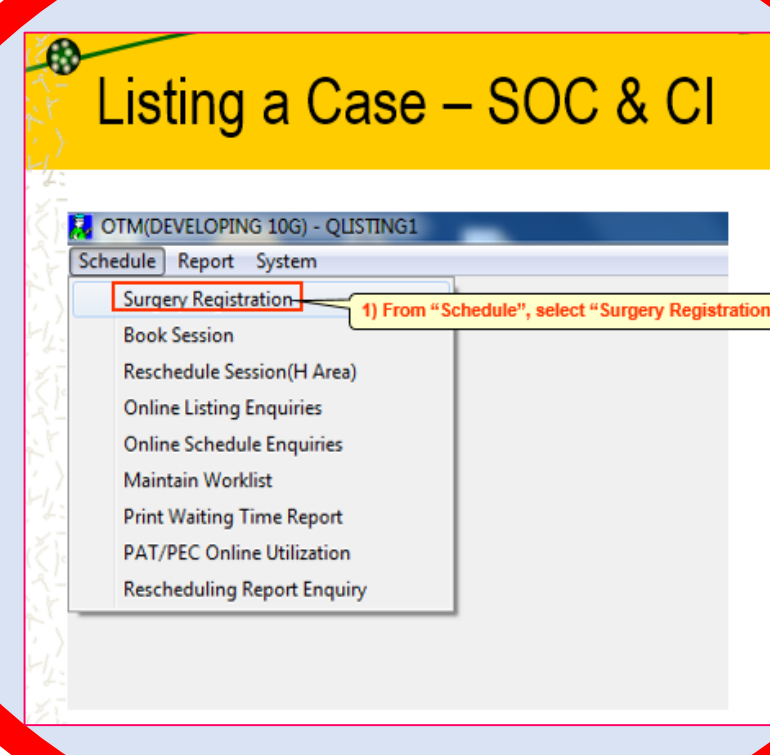 Listing a Case – SOC & CI
OTM(DEVELOPING 10G) - QLISTING1
Schedule Report System
Surgery Registration
1) From “Schedule”, select “Surgery Registration
Book Session
Reschedule Session(H Area)
Online Listing Enquiries
Online Schedule Enquiries
Maintain Worklist
Print Waiting Time Report
PAT/PEC Online Utilization
Rescheduling Report Enquiry